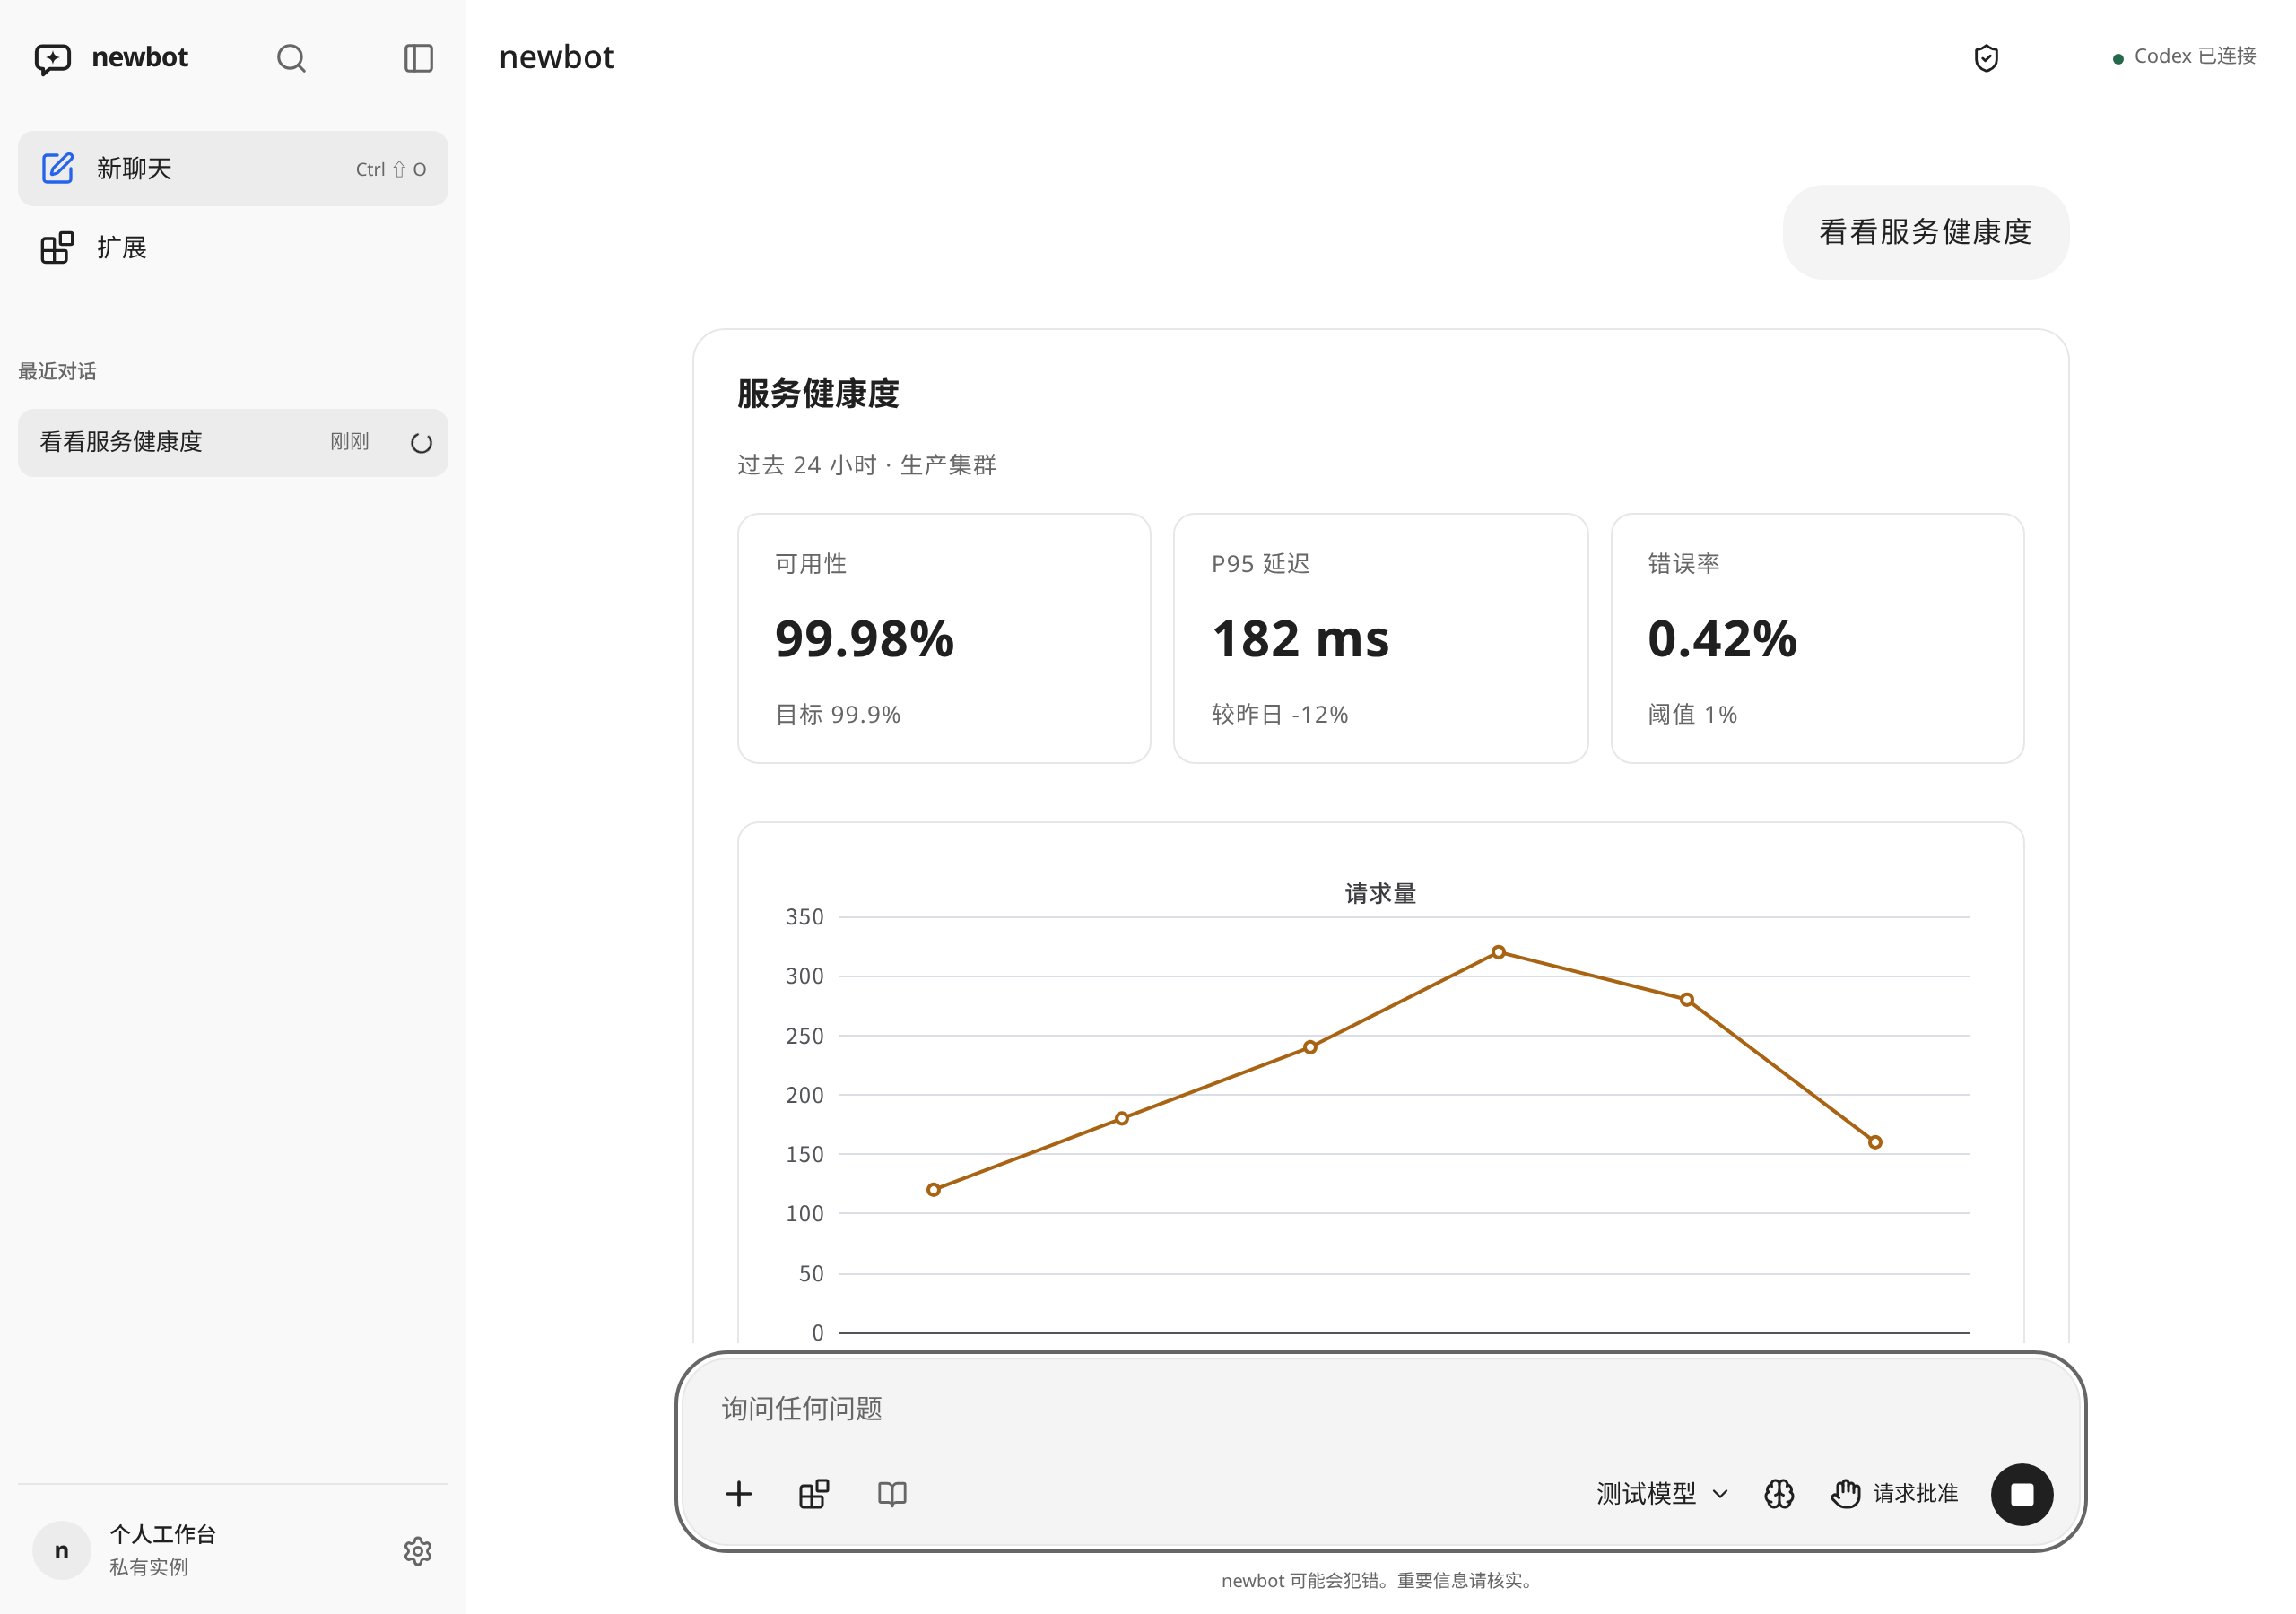 newbot
新聊天
Ctrl ⇧ O
扩展
最近对话
看看服务健康度
刚刚
n
个人工作台
私有实例
newbot
Codex 已连接
看看服务健康度
服务健康度
过去 24 小时 · 生产集群
可用性
99.98%
目标 99.9%
P95 延迟
182 ms
较昨日 -12%
错误率
0.42%
阈值 1%
请求量
350
300
250
200
150
100
50
0
询问任何问题
测试模型
请求批准
newbot 可能会犯错。重要信息请核实。